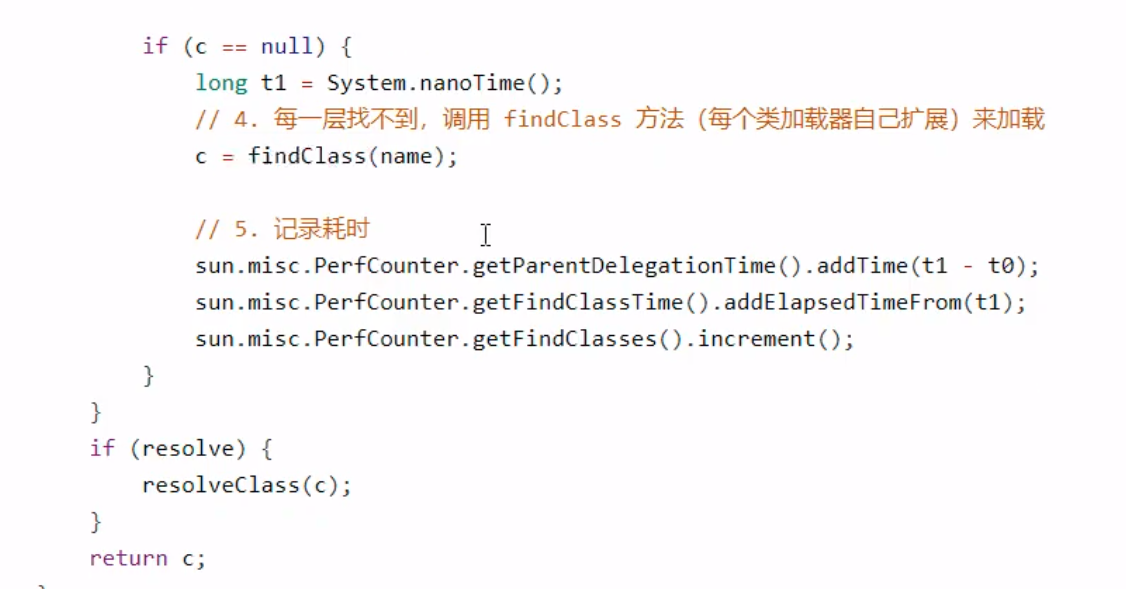 if (c == null) {
long t1 = System.nanoTime();
// 4. 每一层找不到，调用 findClass 方法（每个类加载器自己扩展）来加载
c = findClass(name);
// 5. 记录耗时
sun.misc.PerfCounter.getParentDelegationTime().addTime(t1 - t0);
sun.misc.PerfCounter.getFindClassTime().addElapsedTimeFrom(t1);
sun.misc.PerfCounter.getFindClasses().increment();
}
}
if (resolve) {
resolveClass(c);
}
return c;